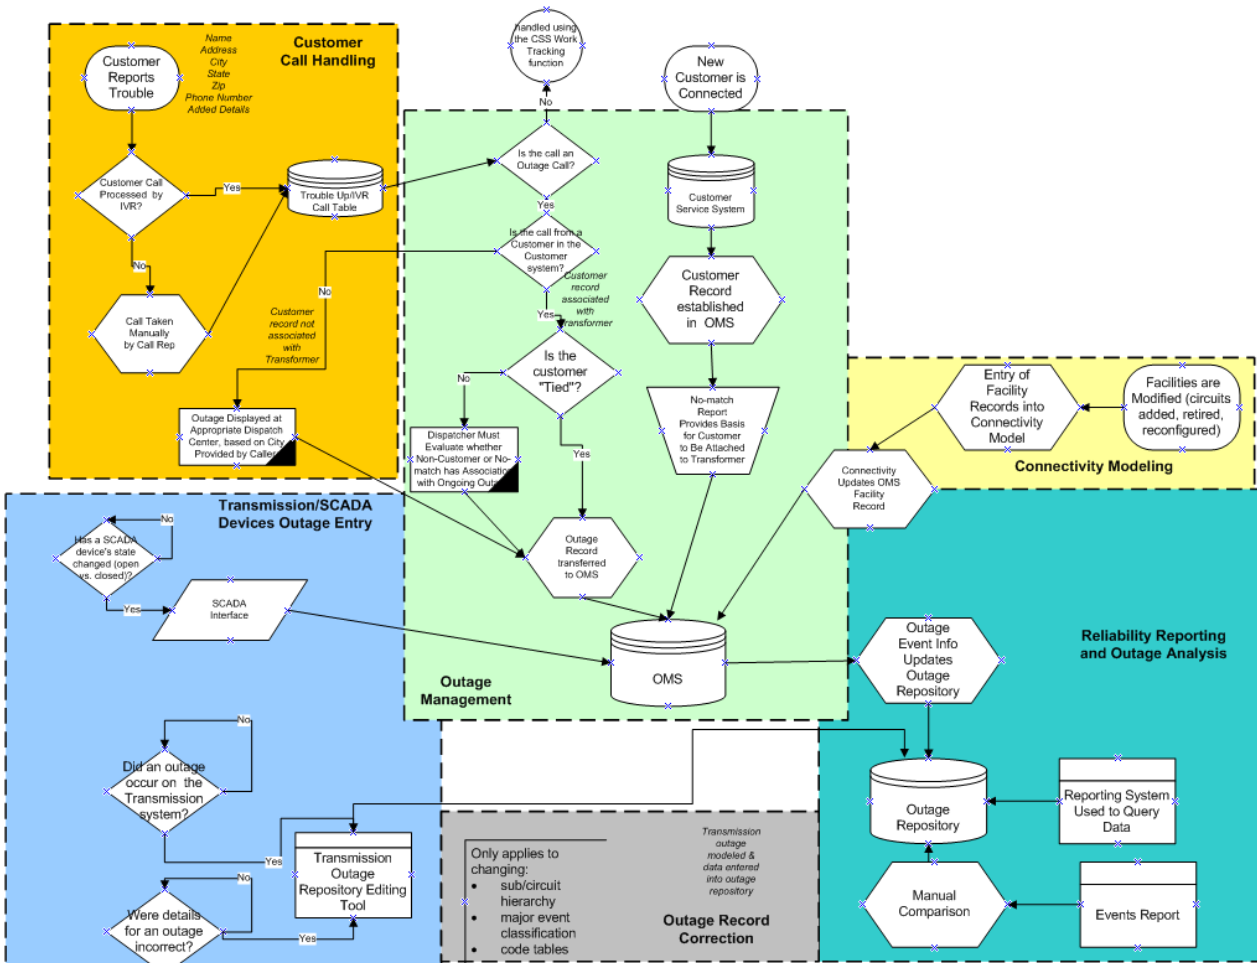 Customer
Call Handling
Customer
Reports
Trouble
Name
Address
City
State
Zip
Phone Number
Added Details
Customer Call
Processed by
IVR?
Yes
No
Trouble Up/IVR
Call Table
Call Taken
Manually
by Call Rep
Customer
record not
associated
with
Transformer
No
Outage Displayed at
Appropriate Dispatch
Center, based on City
Provided by Caller
handled using
the CSS Work
Tracking
function
No
Is the call an
Outage Call?
Yes
Is the call from a
Customer in the
Customer
system?
Customer
record
associated
with
Transformer
Yes
Is the
customer
"Tied"?
No
Yes
Dispatcher Must
Evaluate whether
Non-Customer or No-
match has Association
with Ongoing
Outage
Record
transferred
to OMS
New
Customer is
Connected
Customer
Service System
Customer
Record
established
in OMS
No-match
Report
Provides Basis
for Customer
to Be Attached
to Transformer
OMS
Outage
Management
Entry of
Facility
Records into
Connectivity
Model
Facilities are
Modified (circuits
added, retired,
reconfigured)
Connectivity Modeling
Connectivity
Updates OMS
Facility
Record
Transmission/SCADA
Devices Outage Entry
Has a SCADA
device's state
changed (open
vs. closed)?
No
Yes
SCADA
Interface
Did an outage
occur on the
Transmission
system?
No
Yes
Transmission
Outage
Repository Editing
Tool
Were details
for an outage
incorrect?
No
Yes
Only applies to
changing:
• sub/circuit
hierarchy
• major event
classification
• code tables
Transmission
outage
modeled &
data entered
into outage
repository
Outage Record
Correction
Reliability Reporting
and Outage Analysis
Outage
Event Info
Updates
Outage
Repository
Outage
Repository
Reporting System
Used to Query
Data
Manual
Comparison
Events Report